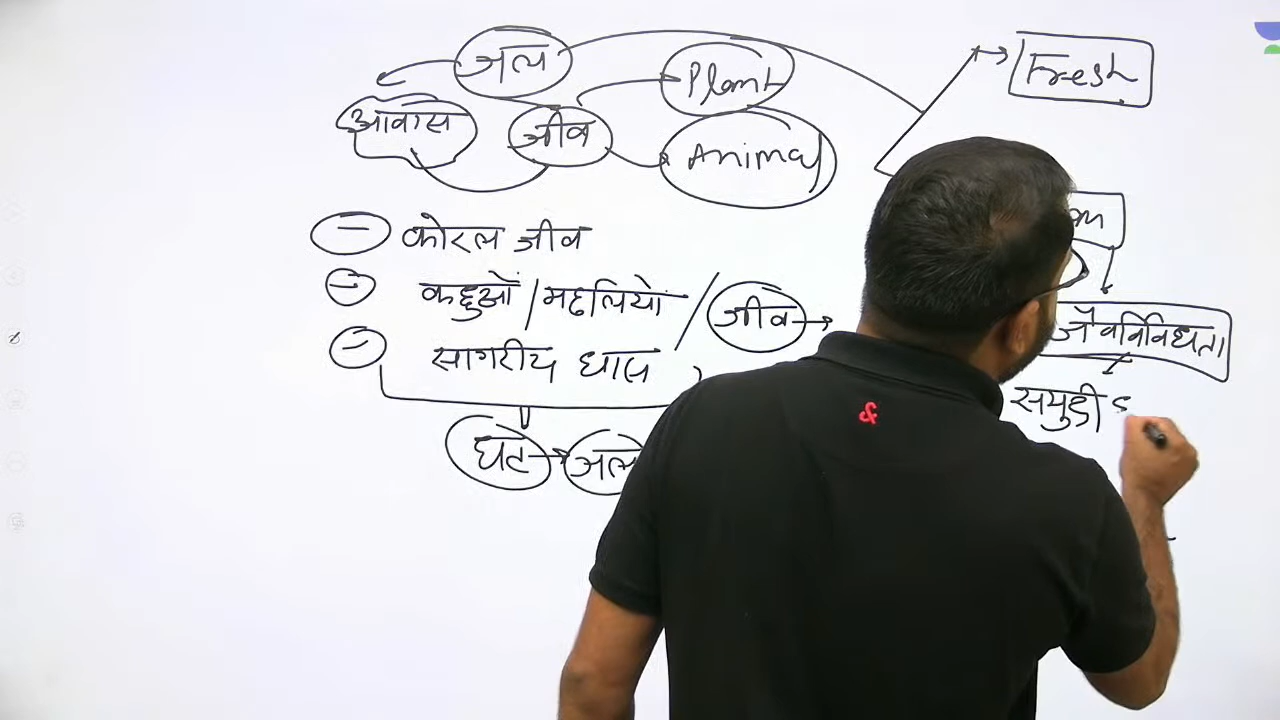 जल Plant Fresh
आवास जीव Animal
कोरल जीव
कछुओं / मछलियों / जीव
जैवविविधता
सागरीय घास
समुद्री
घट